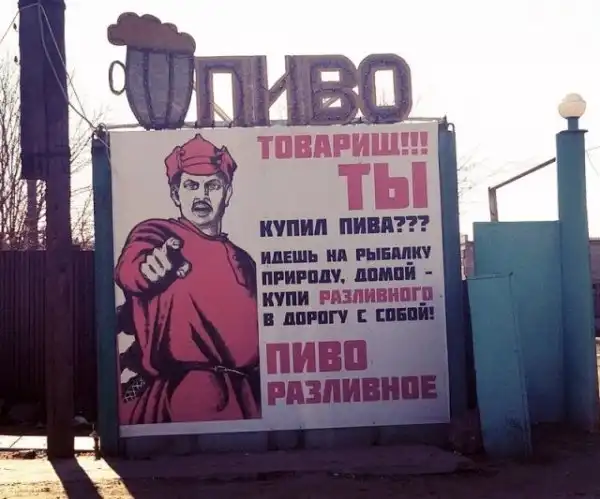 ПИВО
ТОВАРИЩ!!!
ТЫ
КУПИЛ ПИВА???
ИДЕШЬ НА РЫБАЛКУ
ПРИРОДУ, ДОМОЙ -
КУПИ РАЗЛИВНОГО
В ДОРОГУ С СОБОЙ!
ПИВО
РАЗЛИВНОЕ